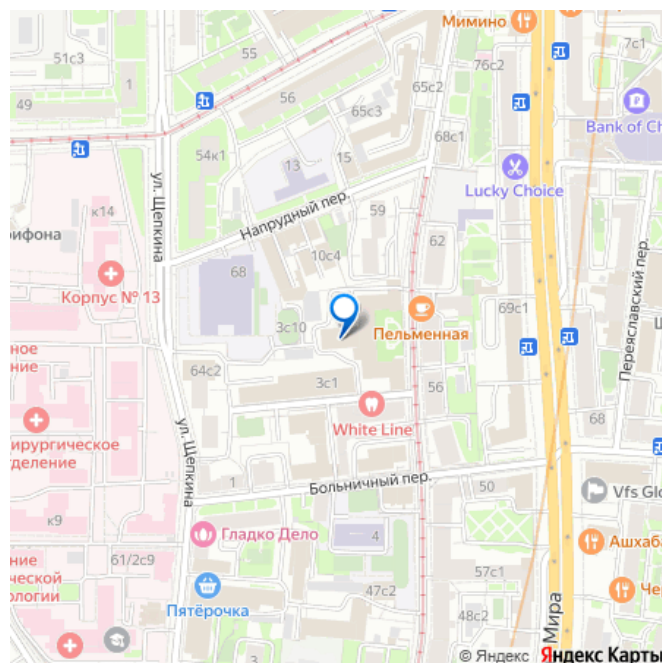 Мимино
51с3
55
76с2
7с1
1
65с2
49
56
65с3
Bank of Ch
68с1
54к1
13
15
Lucky Choice
ул. Щепкина
Напрудный пер.
к14
59
рифона
62
10с4
68
Корпус № 13
69с1
3с10
Пельменная
Переяславский пер.
ное
ние
64с2
3с1
56
White Line
68
ирургическое
деление
ул. Щепкина
1
Больничный пер.
50
Vfs Glo
к9
Гладко Дело
4
Ашхаба
ние
ческой
ологии
61/2с9
57с1
47с2
Пятёрочка
Че
48с2
Мира
3
© Яндекс Яндекс Карты